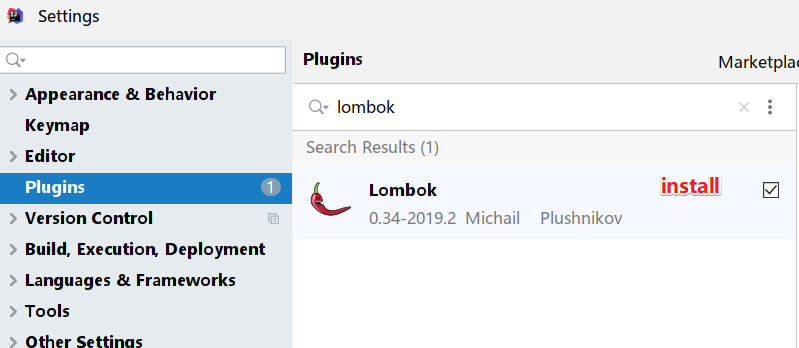 Settings
Plugins
Marketplac
Appearance & Behavior
Keymap
Editor
Plugins 1
Version Control
Build, Execution, Deployment
Languages & Frameworks
Tools
Other Settings
lombok
Search Results (1)
Lombok
install
0.34-2019.2 Michail Plushnikov